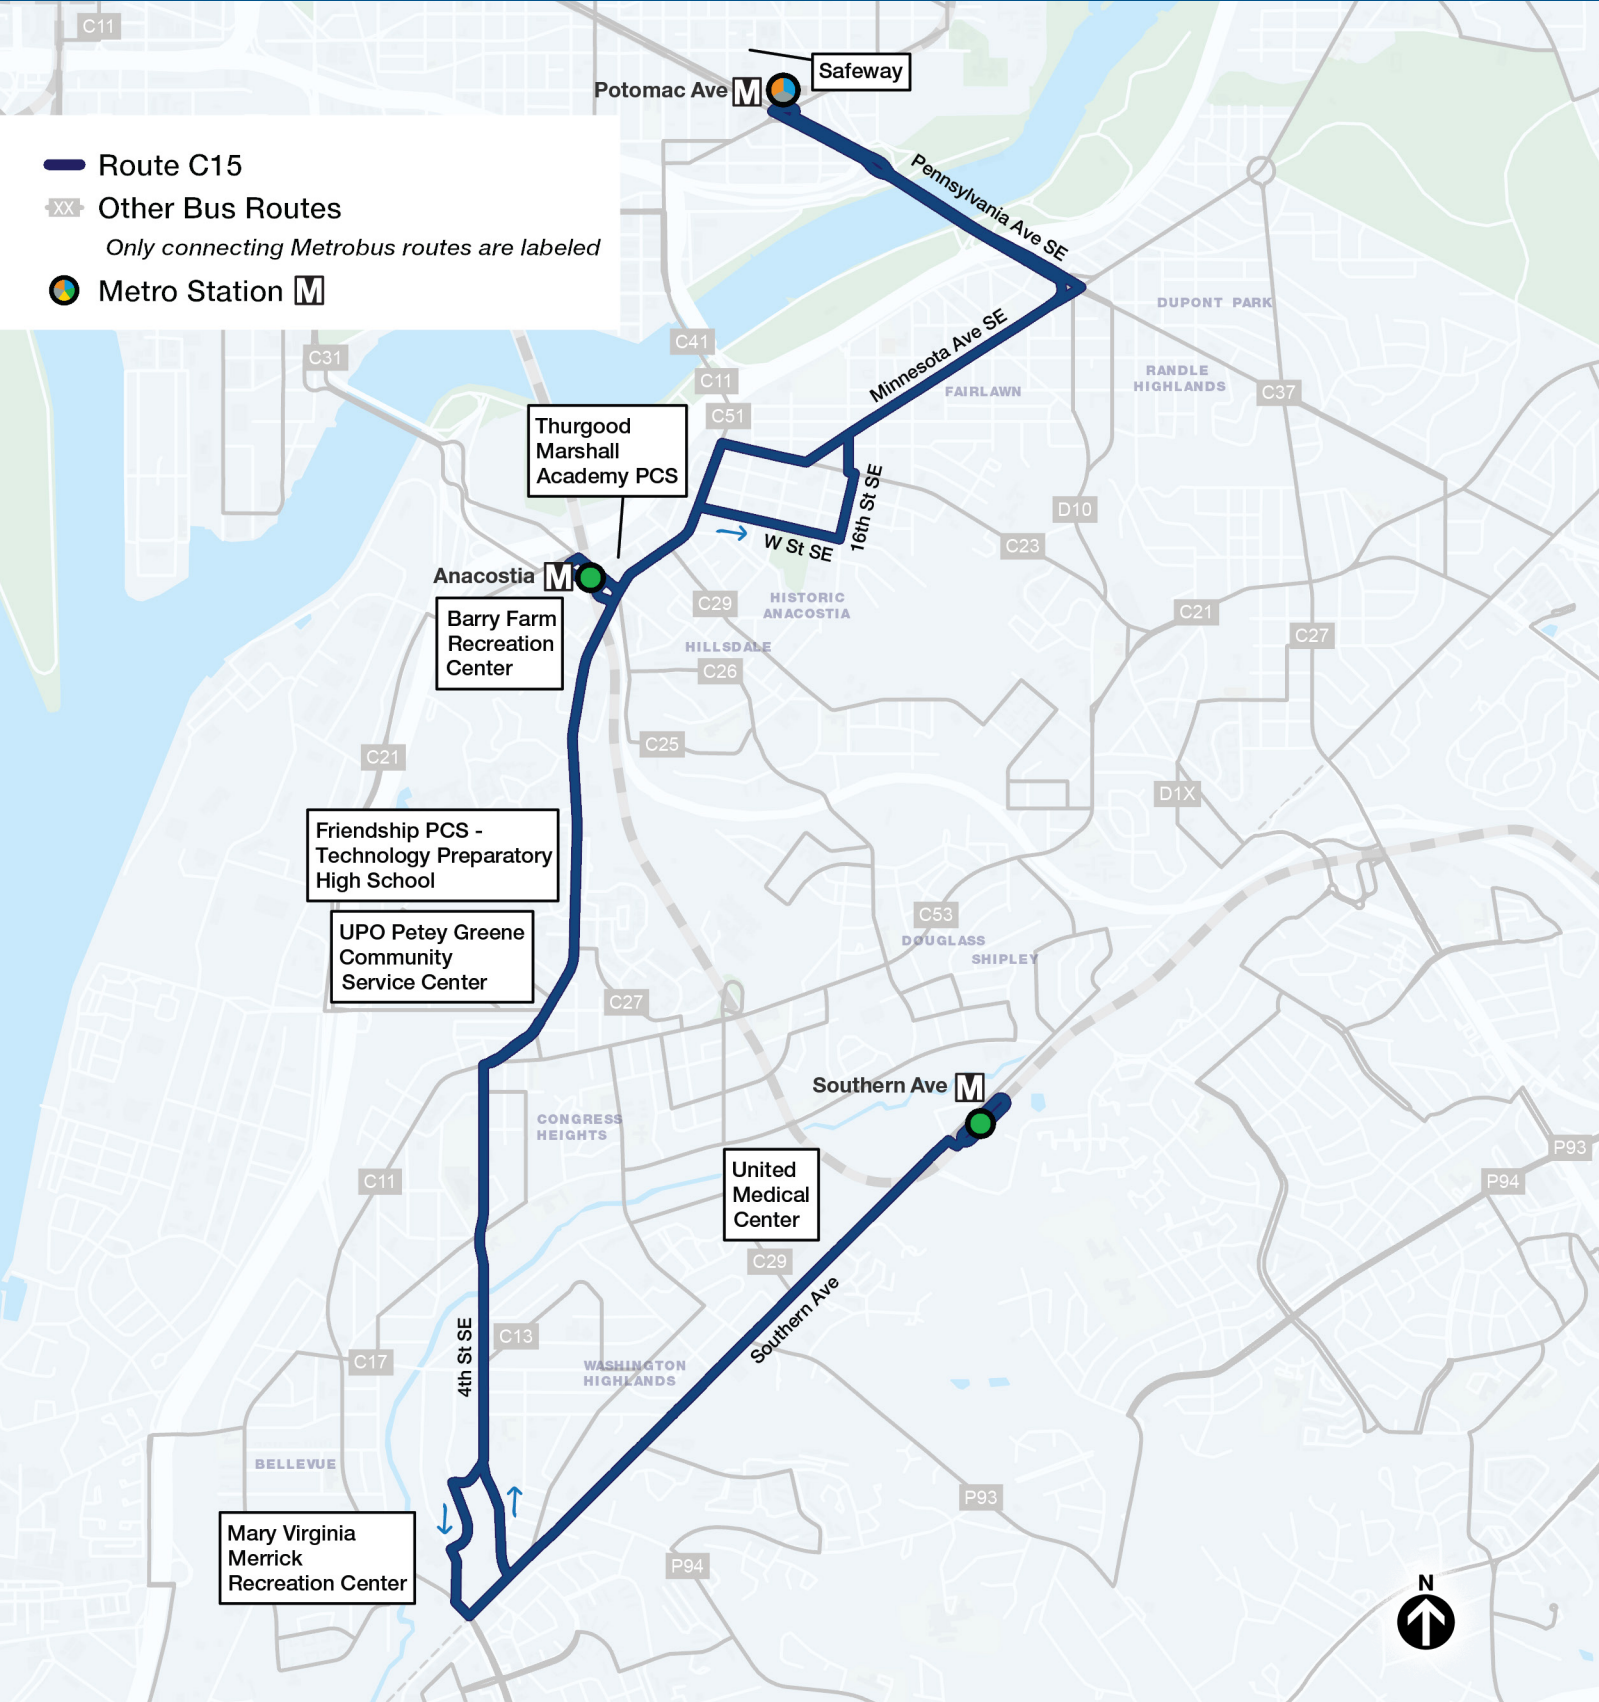 C11
Safeway
Potomac Ave M
Route C15
XX Other Bus Routes
Only connecting Metrobus routes are labeled
Metro Station M
Pennsylvania Ave SE
DUPONT PARK
C31
C41
Minnesota Ave SE
RANDLE
HIGHLANDS
C11
FAIRLAWN
C37
C51
Thurgood
Marshall
Academy PCS
16th St SE
D10
W St SE
C23
Anacostia M
C29
HISTORIC
ANACOSTIA
C21
Barry Farm
Recreation
Center
C27
HILLSDALE
C26
C25
C21
D1X
Friendship PCS -
Technology Preparatory
High School
C53
UPO Petey Greene
Community
Service Center
DOUGLASS
SHIPLEY
C27
Southern Ave M
CONGRESS
HEIGHTS
P93
United
Medical
Center
C11
P94
C29
Southern Ave
4th St SE
C13
C17
WASHINGTON
HIGHLANDS
BELLEVUE
P93
Mary Virginia
Merrick
Recreation Center
P94
N